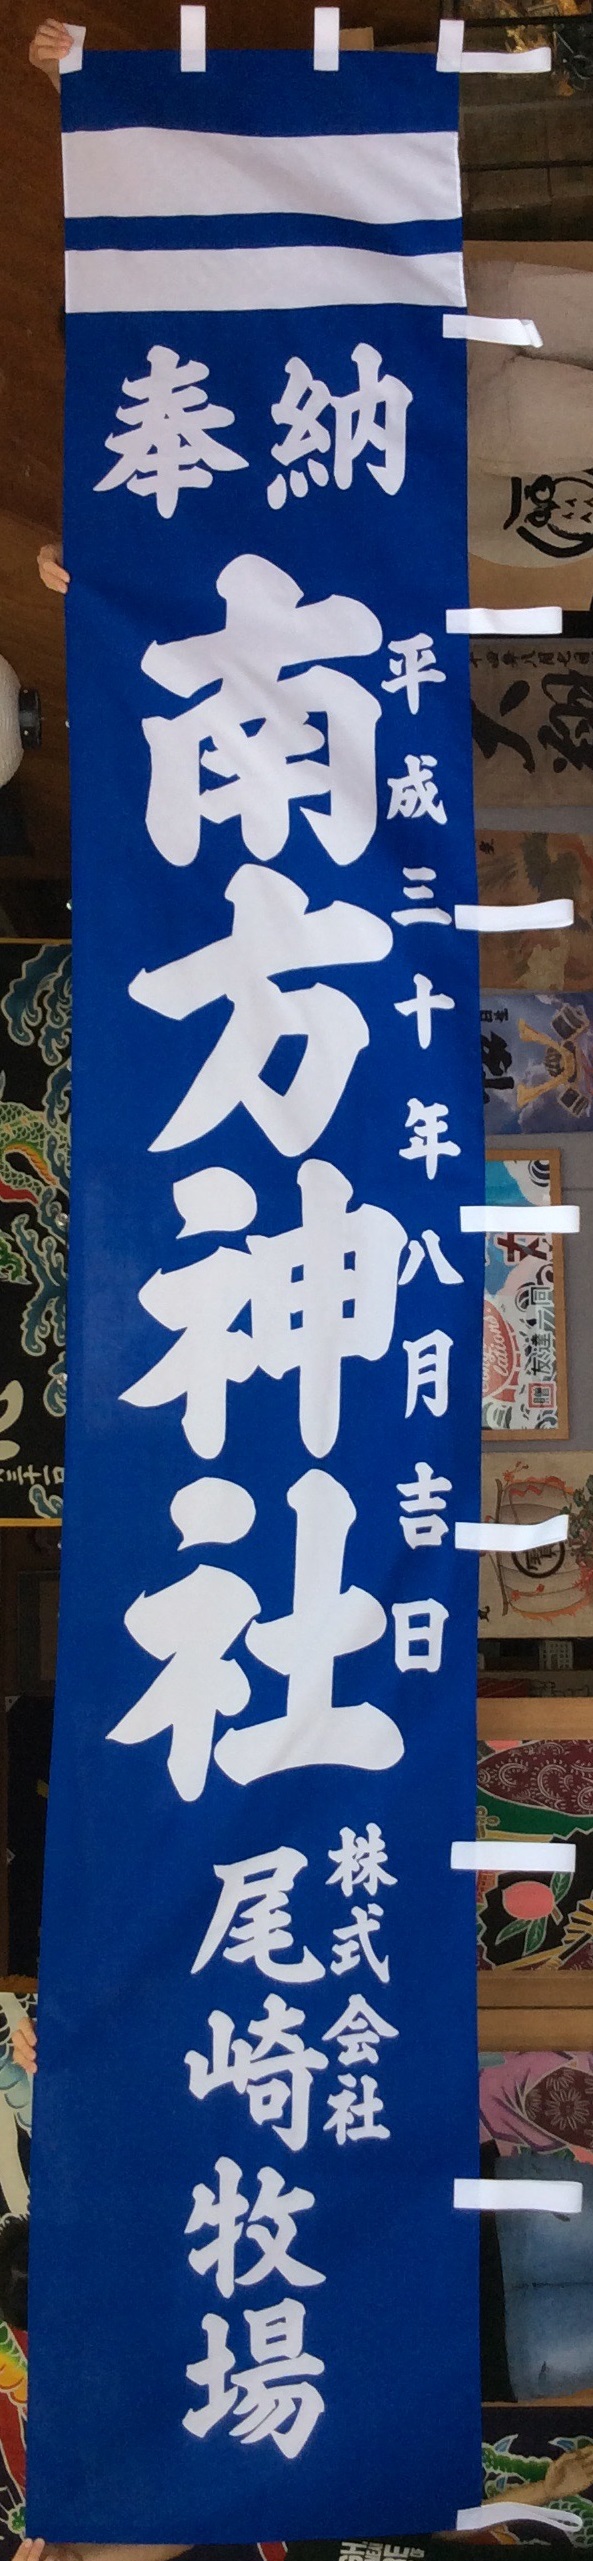 奉納
平成三十年八月吉日
南方神社
株式会社
尾崎牧場